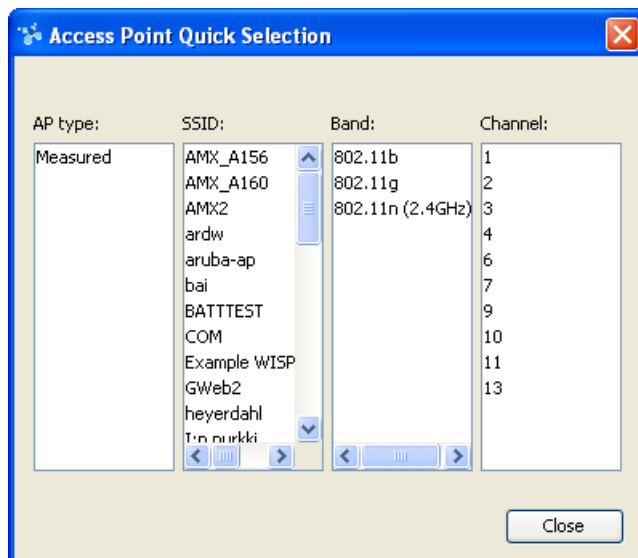 Access Point Quick Selection
AP type:
Measured
SSID:
AMX_A156
AMX_A160
AMX2
ardw
aruba-ap
bai
BATTTEST
COM
Example WISP
GWeb2
heyerdahl
I:n purkki
Band:
802.11b
802.11g
802.11n (2.4GHz)
Channel:
1
2
3
4
6
7
9
10
11
13
Close